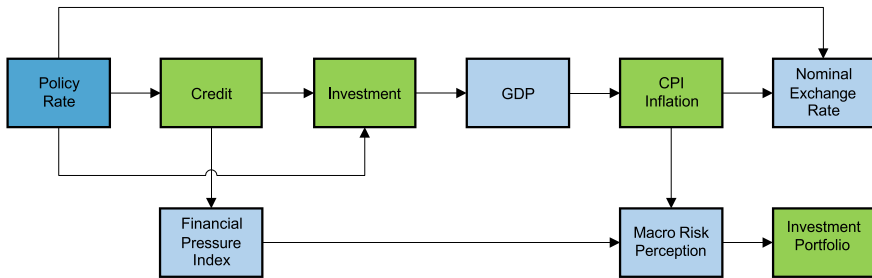 Policy
Rate
Credit
Investment
GDP
CPI
Inflation
Nominal
Exchange
Rate
Financial
Pressure
Index
Macro Risk
Perception
Investment
Portfolio